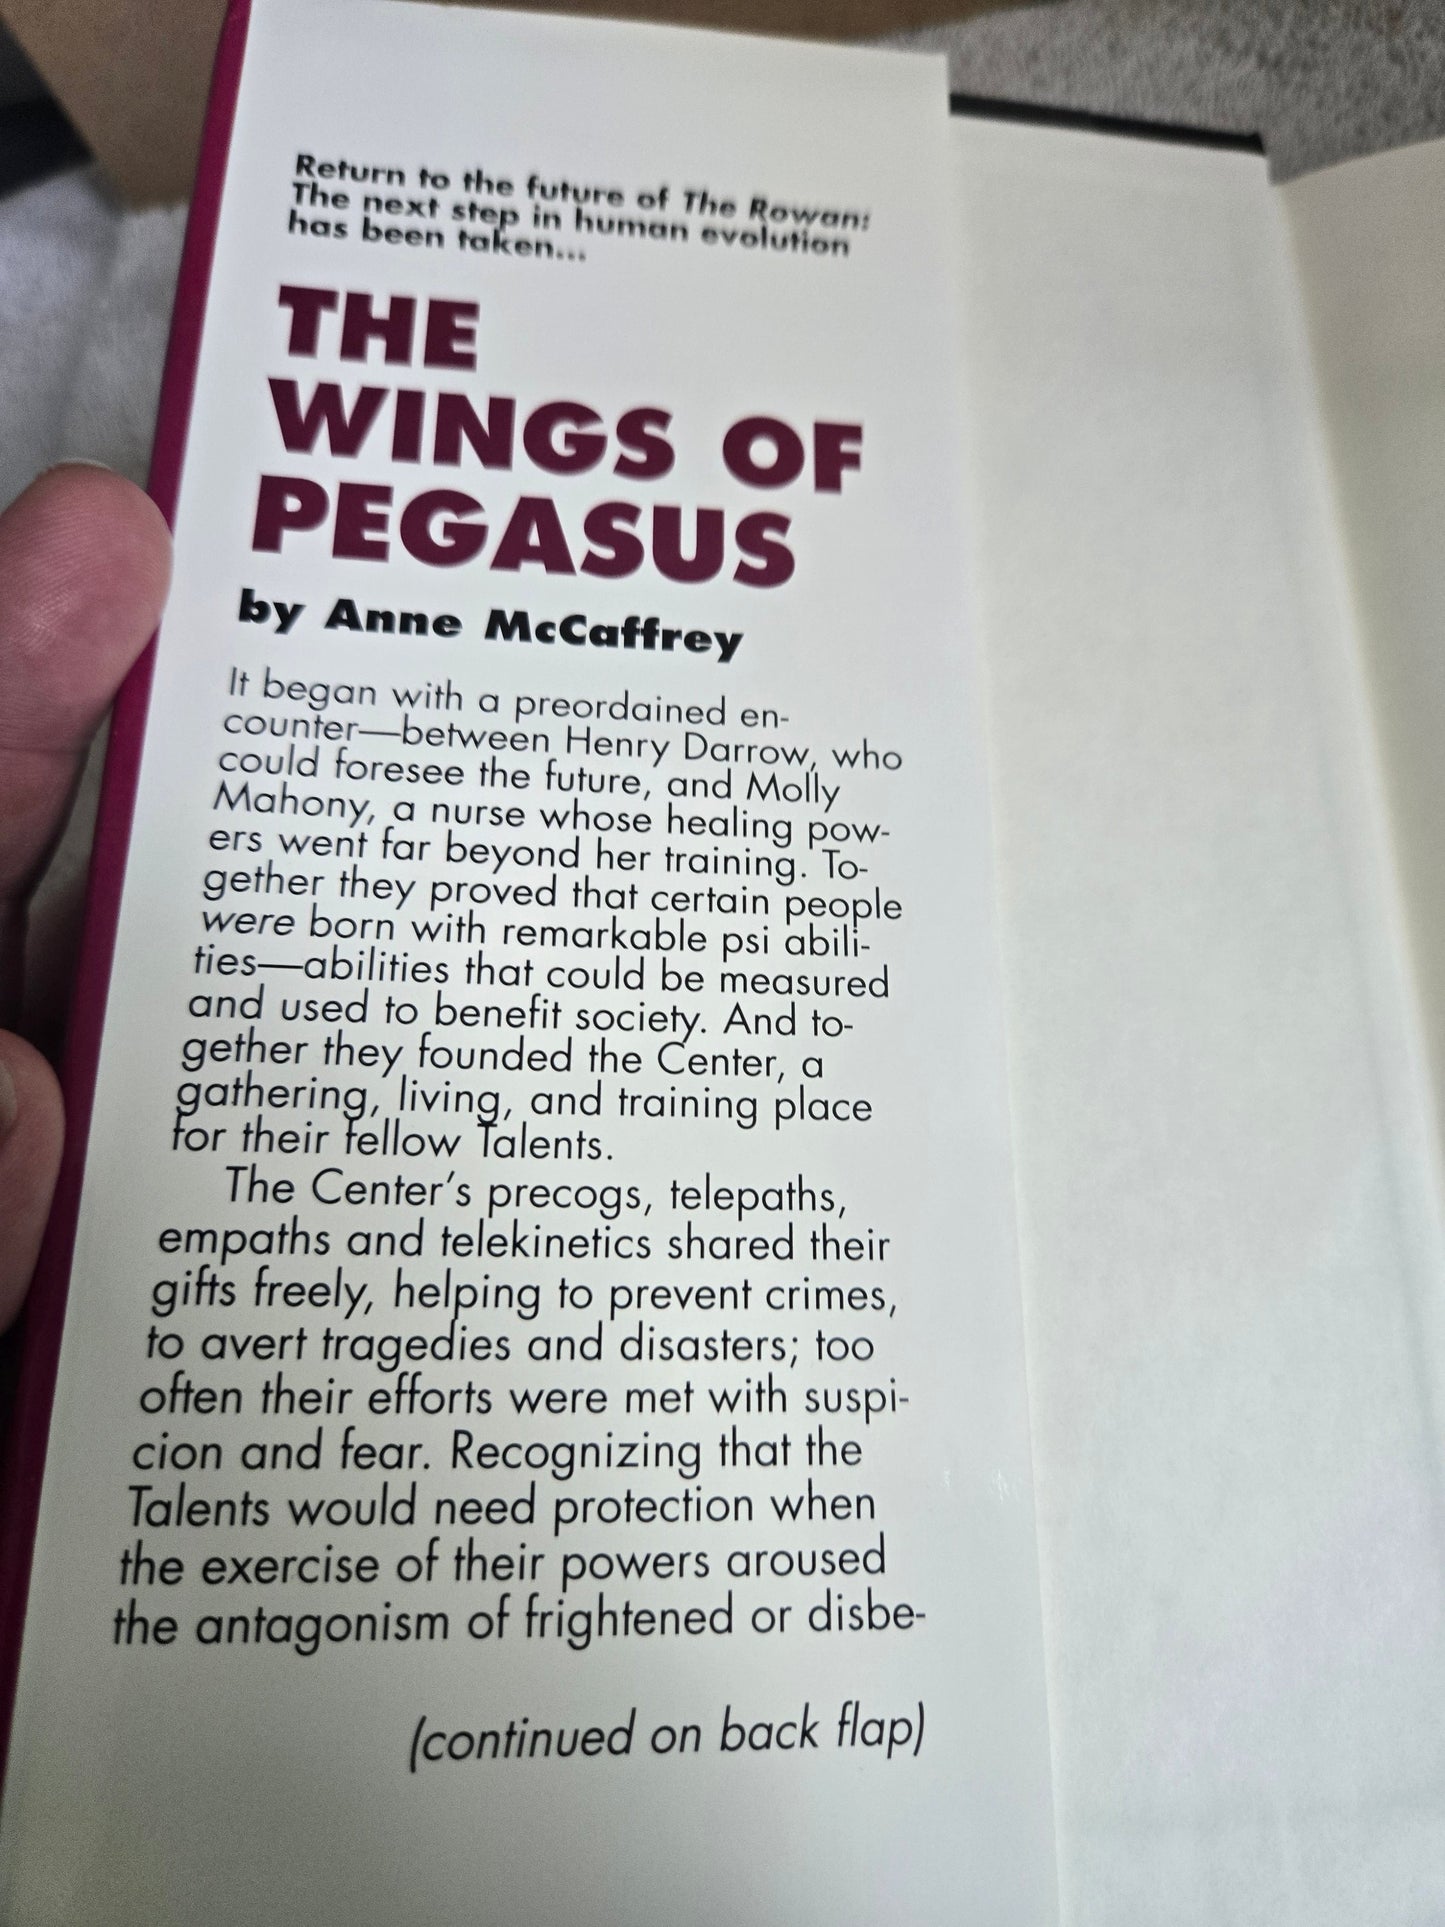 Return to the future of The Rowan:
The next step in human evolution
has been taken...
THE
WINGS OF
PEGASUS
by Anne McCaffrey
It began with a preordained en-
counter—between Henry Darrow, who
could foresee the future, and Molly
Mahony, a nurse whose healing pow-
ers went far beyond her training. To-
gether they proved that certain people
were born with remarkable psi abili-
ties—abilities that could be measured
and used to benefit society. And to-
gether they founded the Center, a
gathering, living, and training place
for their fellow Talents.
The Center's precogs, telepaths,
empaths and telekinetics shared their
gifts freely, helping to prevent crimes,
to avert tragedies and disasters; too
often their efforts were met with suspi-
cion and fear. Recognizing that the
Talents would need protection when
the exercise of their powers aroused
the antagonism of frightened or disbe-
(continued on back flap)